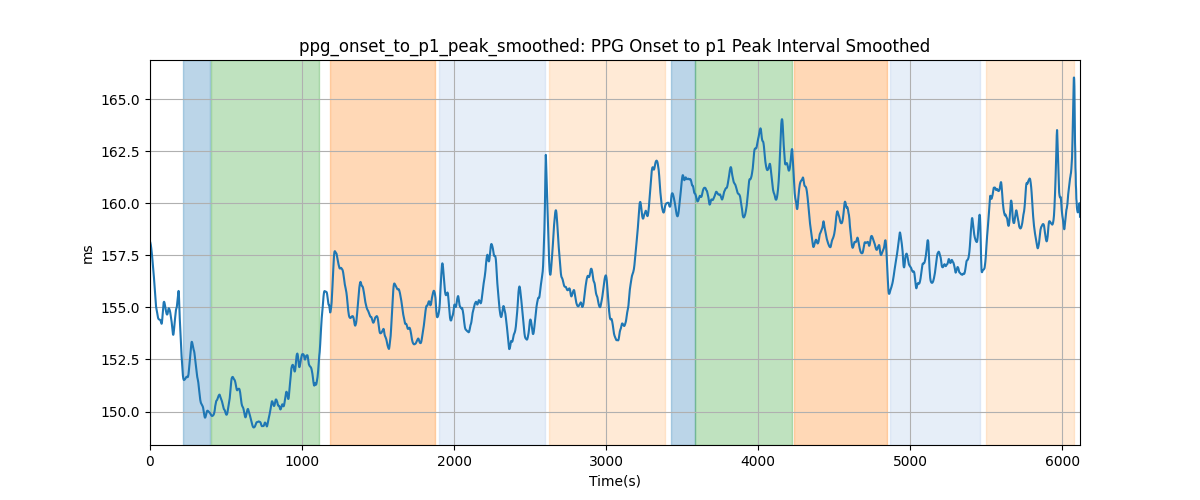 ppg_onset_to_p1_peak_smoothed: PPG Onset to p1 Peak Interval Smoothed
165.0
162.5
160.0
157.5
155.0
152.5
150.0
ms
0 1000 2000 3000 4000 5000 6000
Time(s)